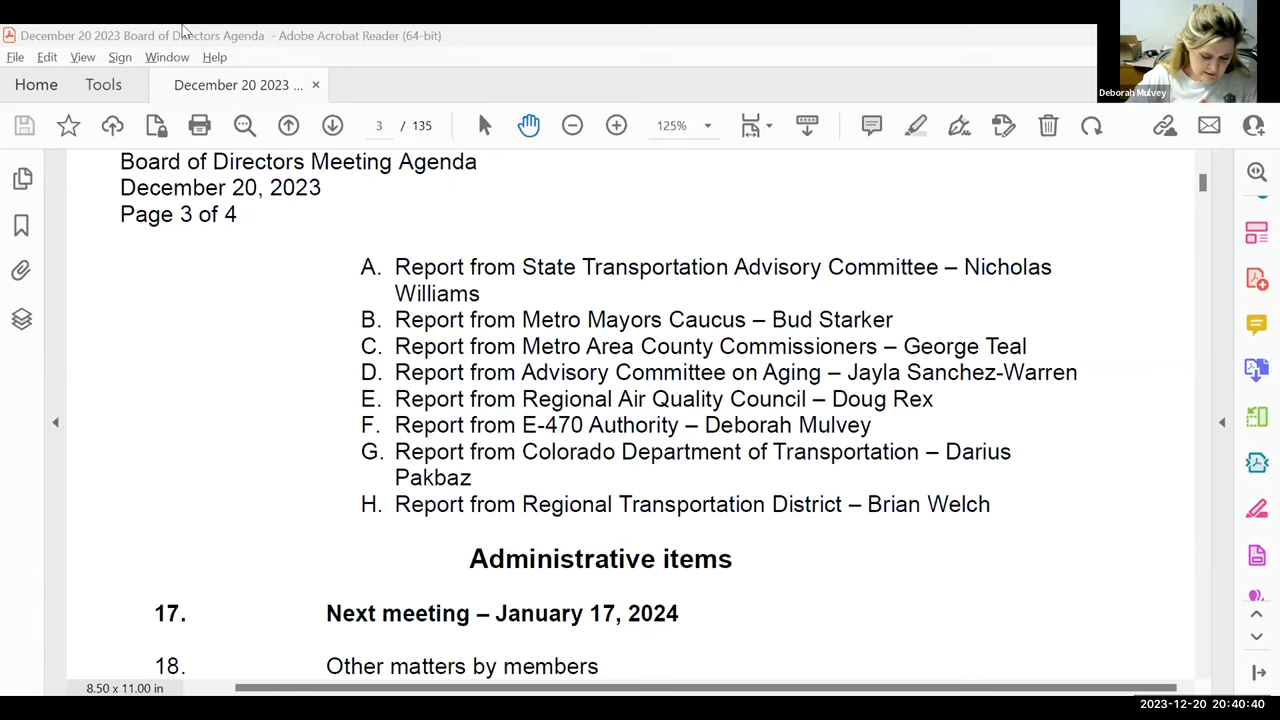 December 20 2023 Board of Directors Agenda - Adobe Acrobat Reader (64-bit)
File Edit View Sign Window Help
Deborah Mulvey
Home Tools December 20 2023 ... ×
3 / 135 125%
Board of Directors Meeting Agenda
December 20, 2023
Page 3 of 4
A. Report from State Transportation Advisory Committee – Nicholas
Williams
B. Report from Metro Mayors Caucus – Bud Starker
C. Report from Metro Area County Commissioners – George Teal
D. Report from Advisory Committee on Aging – Jayla Sanchez-Warren
E. Report from Regional Air Quality Council – Doug Rex
F. Report from E-470 Authority – Deborah Mulvey
G. Report from Colorado Department of Transportation – Darius
Pakbaz
H. Report from Regional Transportation District – Brian Welch
Administrative items
17. Next meeting – January 17, 2024
18. Other matters by members
8.50 x 11.00 in
2023-12-20 20:40:40